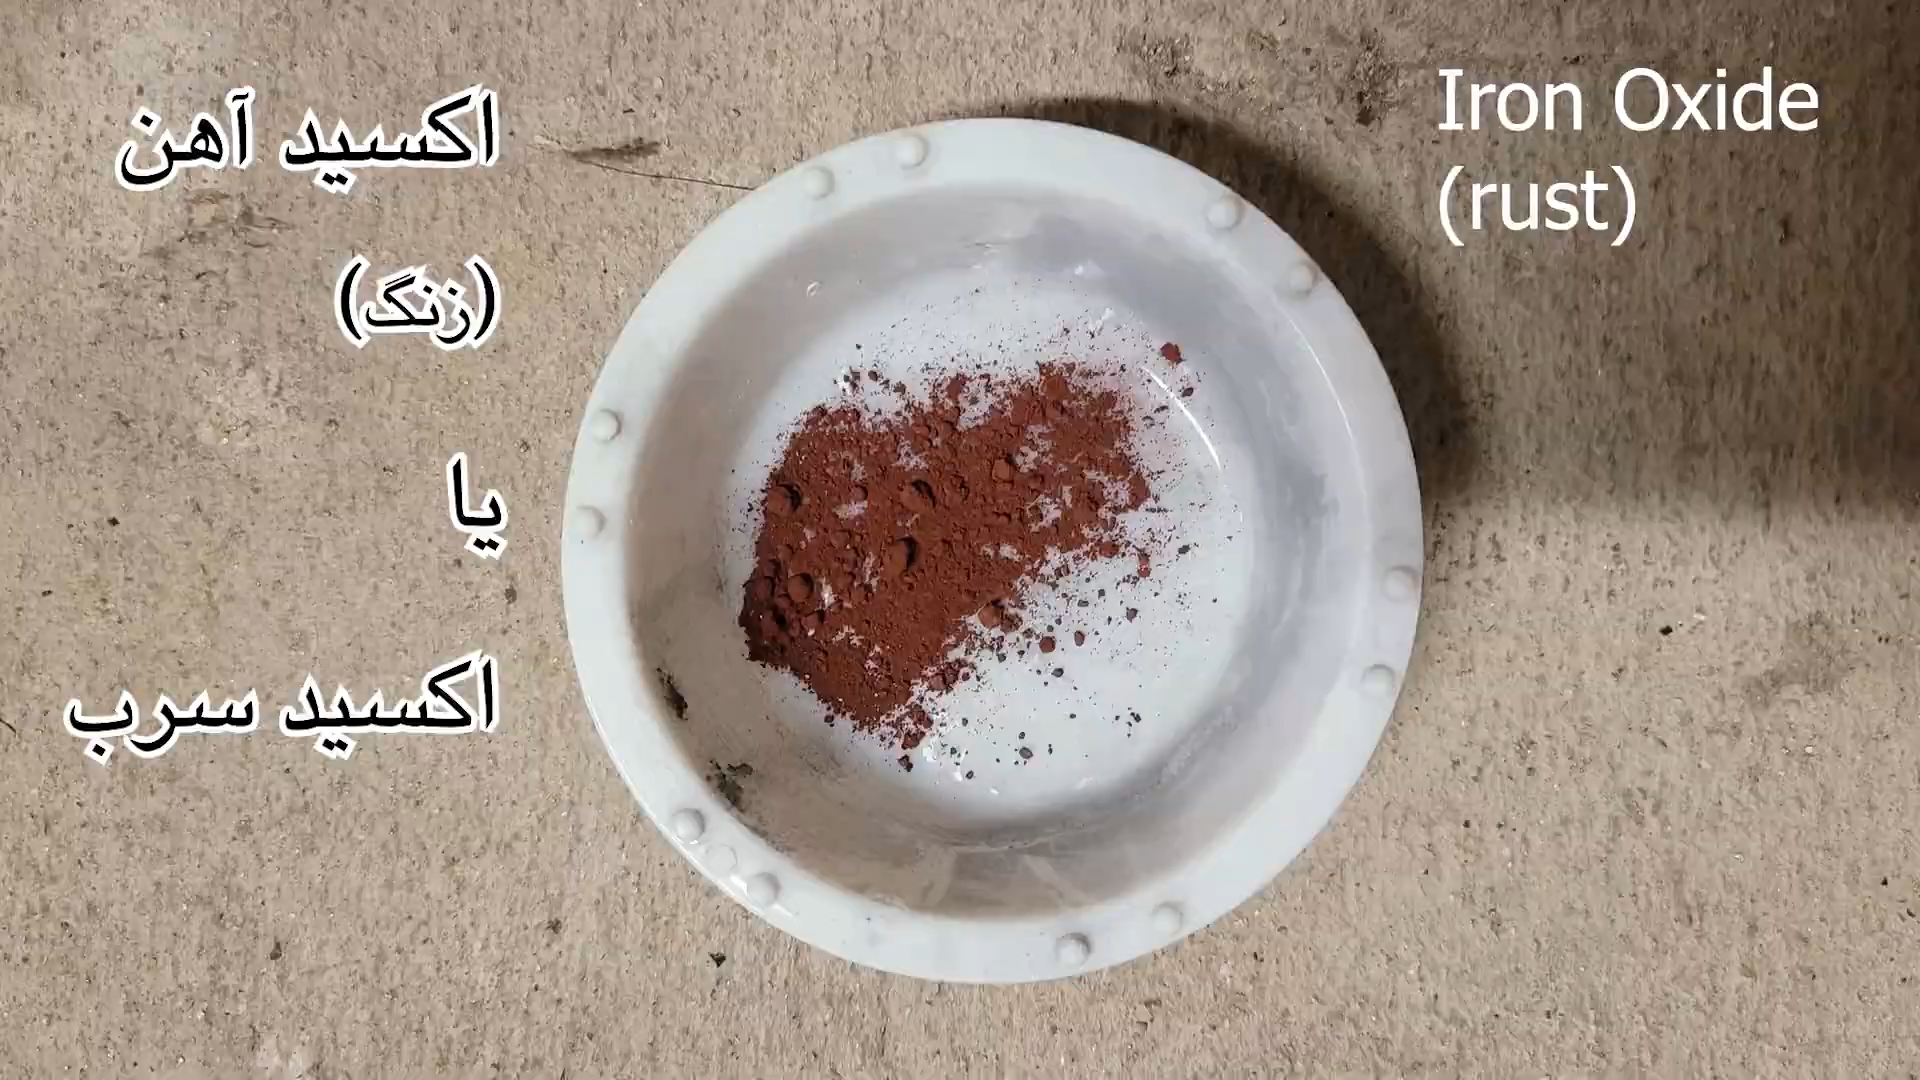 اکسید آهن
(زنگ)
یا
اکسید سرب
Iron Oxide
(rust)